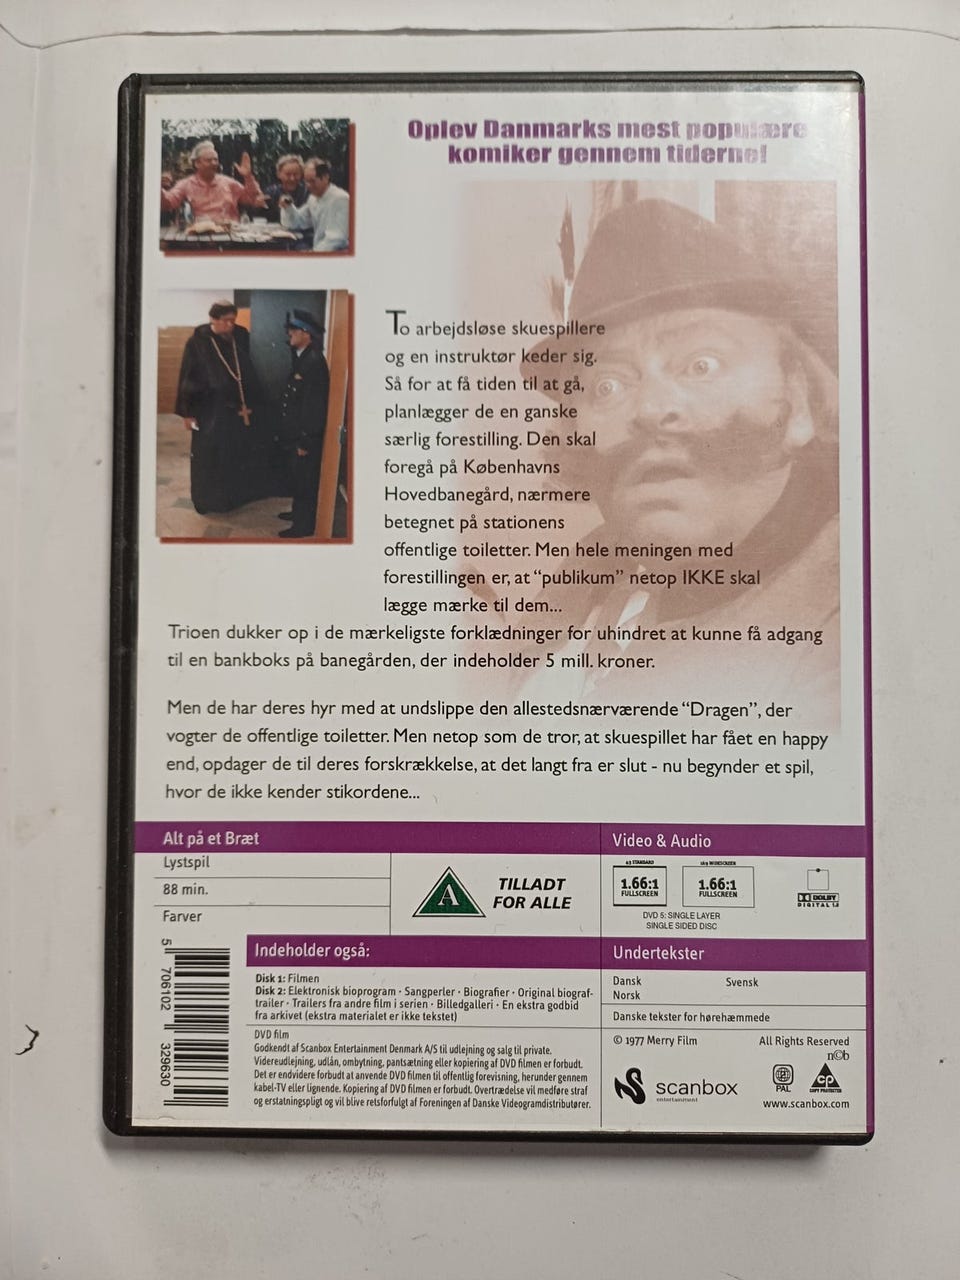 Oplev Danmarks mest populære
komiker gennem tiderne!
To arbejdsløse skuespillere
og en instruktør keder sig.
Så for at få tiden til at gå,
planlægger de en ganske
særlig forestilling. Den skal
foregå på Københavns
Hovedbanegård, nærmere
betegnet på stationens
offentlige toiletter. Men hele meningen med
forestillingen er, at “publikum” netop IKKE skal
lægge mærke til dem...
Trioen dukker op i de mærkeligste forklædninger for uhindret at kunne få adgang
til en bankboks på banegården, der indeholder 5 mill. kroner.
Men de har deres hyr med at undslippe den allestedsnærværende “Dragen”, der
vogter de offentlige toiletter. Men netop som de tror, at skuespillet har fået en happy
end, opdager de til deres forskrækkelse, at det langt fra er slut - nu begynder et spil,
hvor de ikke kender stikordene...
Alt på et Bræt
Lystspil
88 min.
Farver
A
TILLADT
FOR ALLE
Video & Audio
4:3 STANDARD
1.66:1
FULLSCREEN
16:9 WIDESCREEN
1.66:1
FULLSCREEN
DVD 5: SINGLE LAYER
SINGLE SIDED DISC
DOLBY
DIGITAL
5 706102 329630
Indeholder også:
Disk 1: Filmen
Disk 2: Elektronisk bioprogram · Sangperler · Biografier · Original biograf-
trailer · Trailers fra andre film i serien · Billedgalleri · En ekstra godbid
fra arkivet (ekstra materialet er ikke tekstet)
DVD film
Godkendt af Scanbox Entertainment Denmark A/S til udlejning og salg til private.
Videreudlejning, udlån, ombytning, pantsætning eller kopiering af DVD filmen er forbudt.
Det er endvidere forbudt at anvende DVD filmen til offentlig forevisning, herunder gennem
kabel-TV eller lignende. Kopiering af DVD filmen er forbudt. Overtrædelse vil medføre straf
og erstatningspligt og vil blive retsforfulgt af Foreningen af Danske Videogramdistributører.
Undertekster
Dansk Svensk
Norsk
Danske tekster for hørehæmmede
© 1977 Merry Film All Rights Reserved
n©b
scanbox
entertainment
PAL
CP
COPY PROTECTED
www.scanbox.com